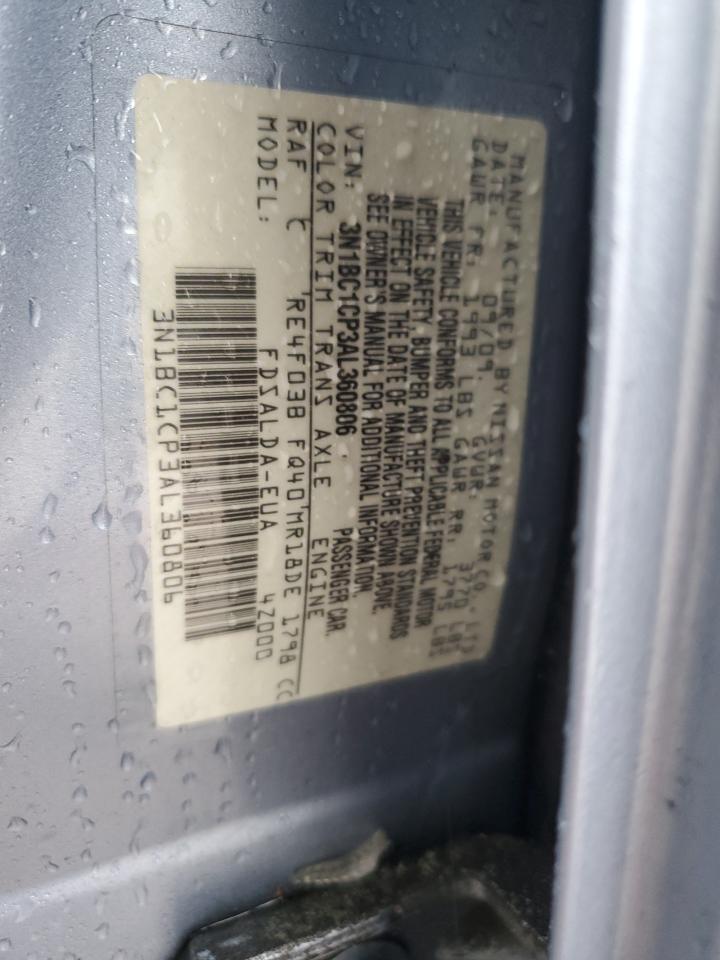 MANUFACTURED BY NISSAN MOTOR CO., LTD
DATE: 09/09. GVWR: 3770 LBS
GAWR FR: 1993 LBS GAWR RR: 1795 LBS
THIS VEHICLE CONFORMS TO ALL APPLICABLE FEDERAL MOTOR
VEHICLE SAFETY, BUMPER AND THEFT PREVENTION STANDARDS
IN EFFECT ON THE DATE OF MANUFACTURE SHOWN ABOVE.
SEE OWNER'S MANUAL FOR ADDITIONAL INFORMATION.
VIN: 3N1BC1CP3AL360806 PASSENGER CAR.
COLOR TRIM TRANS AXLE ENGINE
RAF C 'RE4F03B FQ40'MR18DE 1798 CC
MODEL: FDSALDA-EUA 4Z000
3N1BC1CP3AL360806